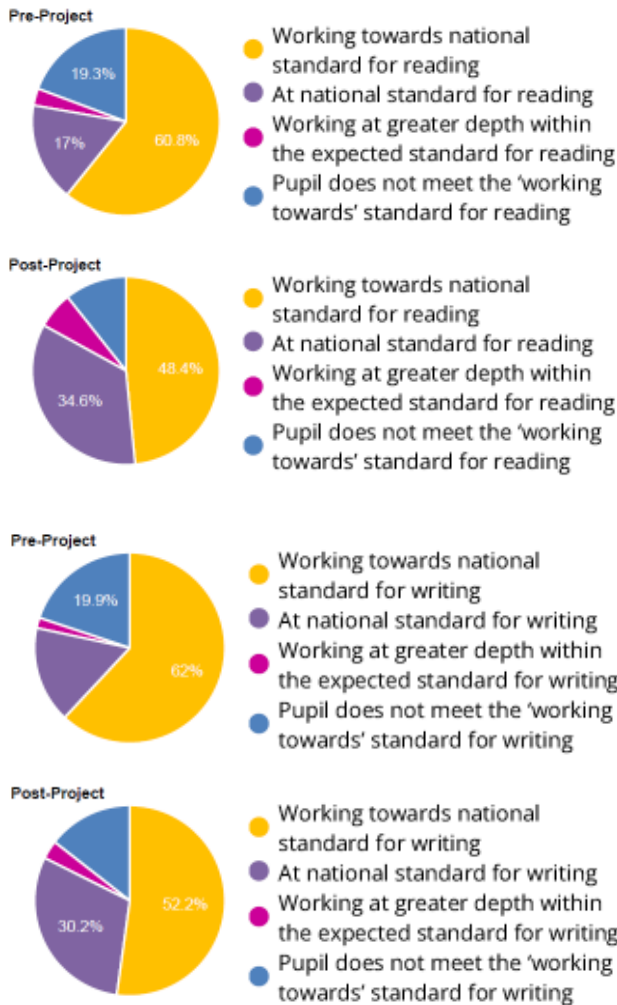 Pre-Project
19.3%
60.8%
17%
Working towards national
standard for reading
At national standard for reading
Working at greater depth within
the expected standard for reading
Pupil does not meet the ‘working
towards’ standard for reading
Post-Project
48.4%
34.6%
Working towards national
standard for reading
At national standard for reading
Working at greater depth within
the expected standard for reading
Pupil does not meet the ‘working
towards’ standard for reading
Pre-Project
19.9%
62%
Working towards national
standard for writing
At national standard for writing
Working at greater depth within
the expected standard for writing
Pupil does not meet the ‘working
towards’ standard for writing
Post-Project
52.2%
30.2%
Working towards national
standard for writing
At national standard for writing
Working at greater depth within
the expected standard for writing
Pupil does not meet the ‘working
towards’ standard for writing